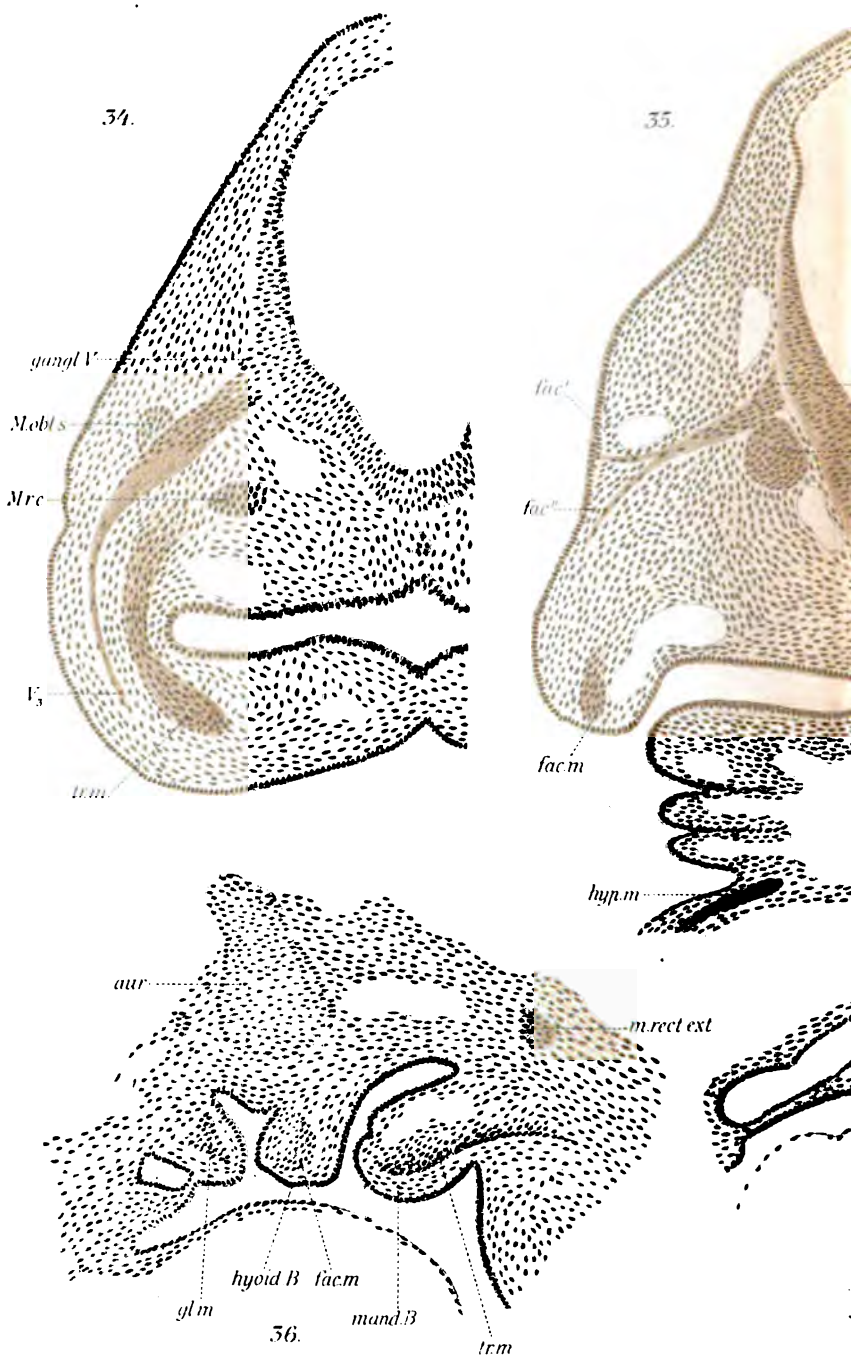 34.
35.
gangl V
M.obl s
M r c
V₃
tr.m.
fac'
fac"
fac.m
hyp.m
aur
m.rect ext
hyoid B
fac.m
gl.m
mand.B
tr.m
36.